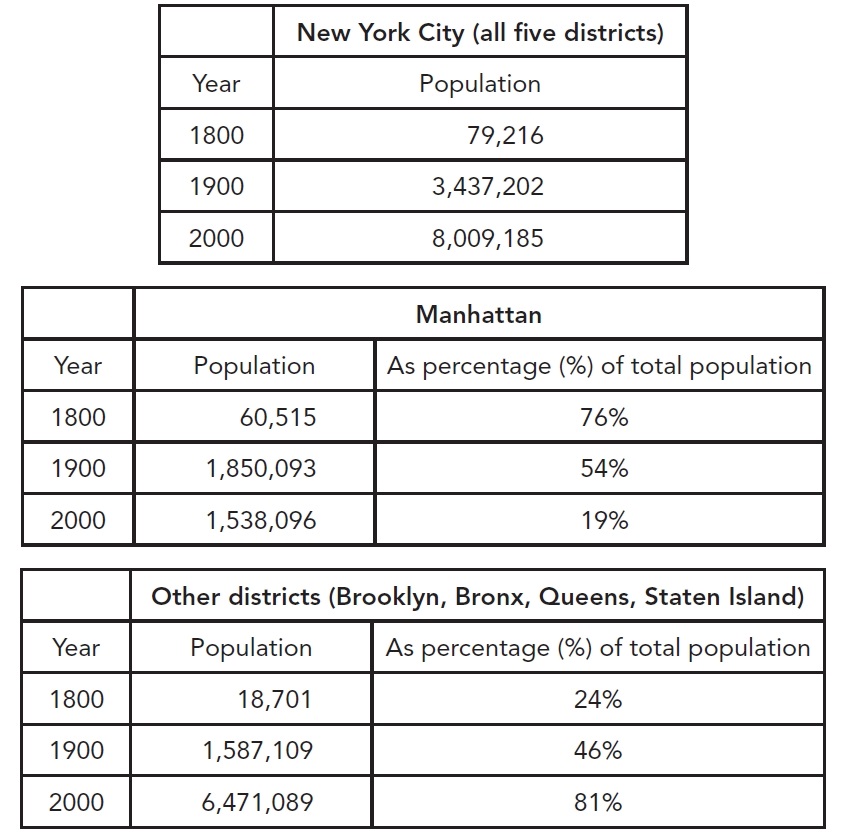 New York City (all five districts)
Year Population
1800 79,216
1900 3,437,202
2000 8,009,185
Manhattan
Year Population As percentage (%) of total population
1800 60,515 76%
1900 1,850,093 54%
2000 1,538,096 19%
Other districts (Brooklyn, Bronx, Queens, Staten Island)
Year Population As percentage (%) of total population
1800 18,701 24%
1900 1,587,109 46%
2000 6,471,089 81%